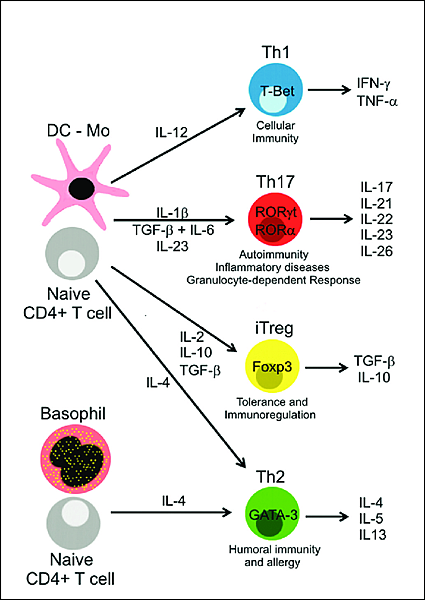 Th1
T-Bet
IFN-γ
TNF-α
DC - Mo
IL-12
Cellular
Immunity
Th17
IL-1β
TGF-β + IL-6
IL-23
RORγt
RORα
IL-17
IL-21
IL-22
IL-23
IL-26
Autoimmunity
Inflammatory diseases
Granulocyte-dependent Response
Naive
CD4+ T cell
iTreg
IL-2
IL-10
TGF-β
Foxp3
TGF-β
IL-10
IL-4
Tolerance and
Immunoregulation
Basophil
Th2
IL-4
GATA-3
IL-4
IL-5
IL13
Humoral immunity
and allergy
Naive
CD4+ T cell